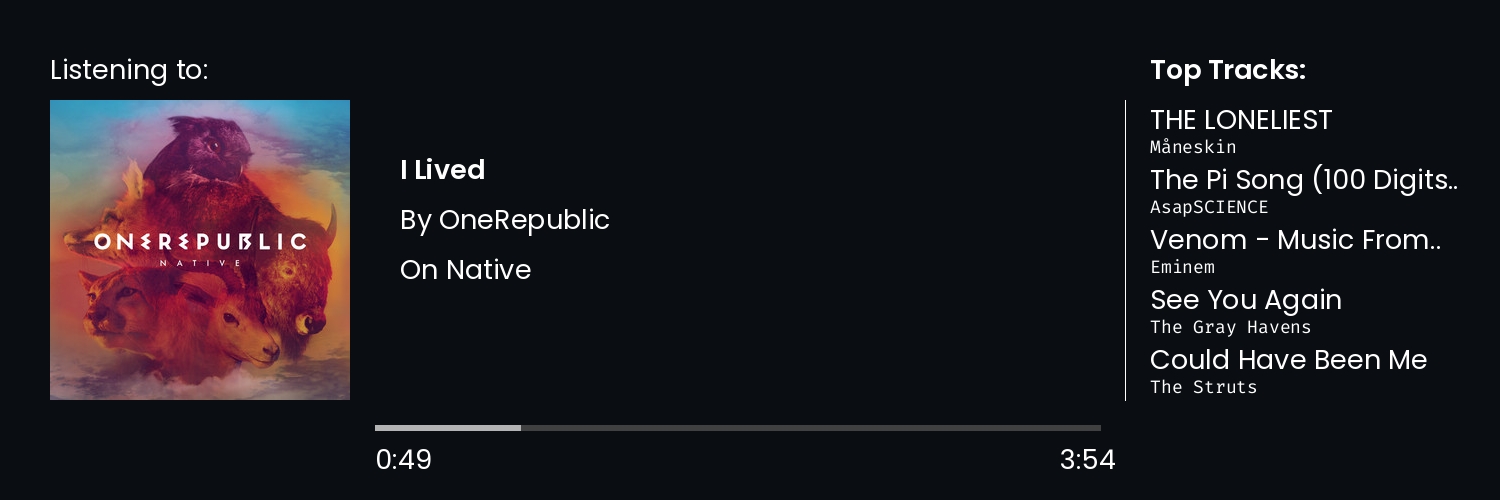 Listening to:
ONEREPUBLIC
NATIVE
I Lived
By OneRepublic
On Native
0:49
3:54
Top Tracks:
THE LONELIEST
Måneskin
The Pi Song (100 Digits..
AsapSCIENCE
Venom - Music From..
Eminem
See You Again
The Gray Havens
Could Have Been Me
The Struts